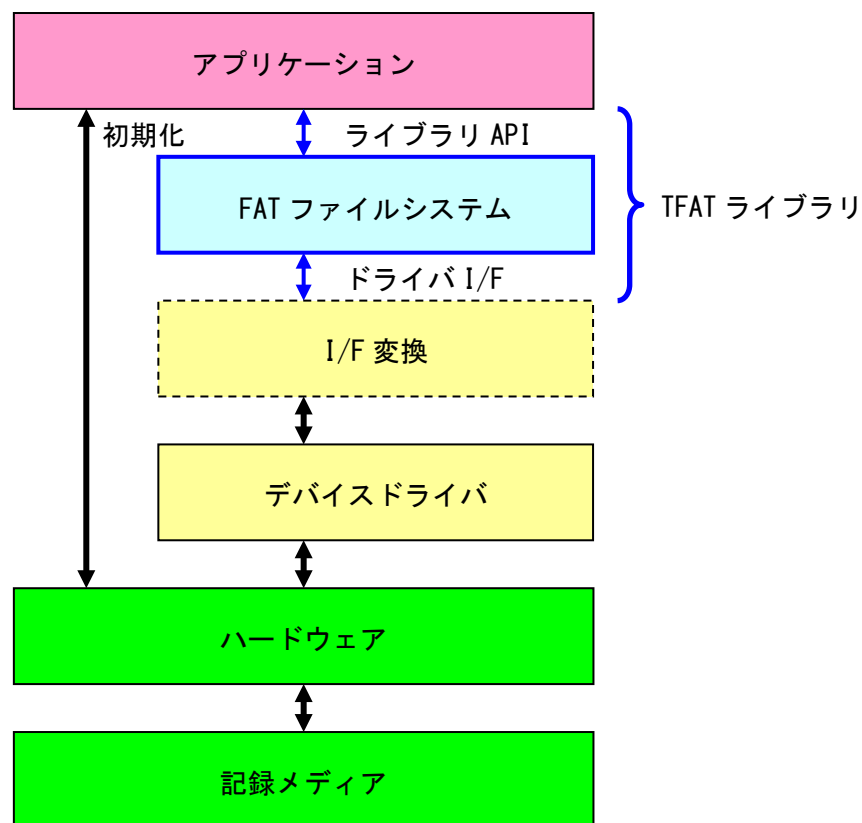 アプリケーション
初期化
ライブラリ API
FAT ファイルシステム
TFAT ライブラリ
ドライバ I/F
I/F 変換
デバイスドライバ
ハードウェア
記録メディア